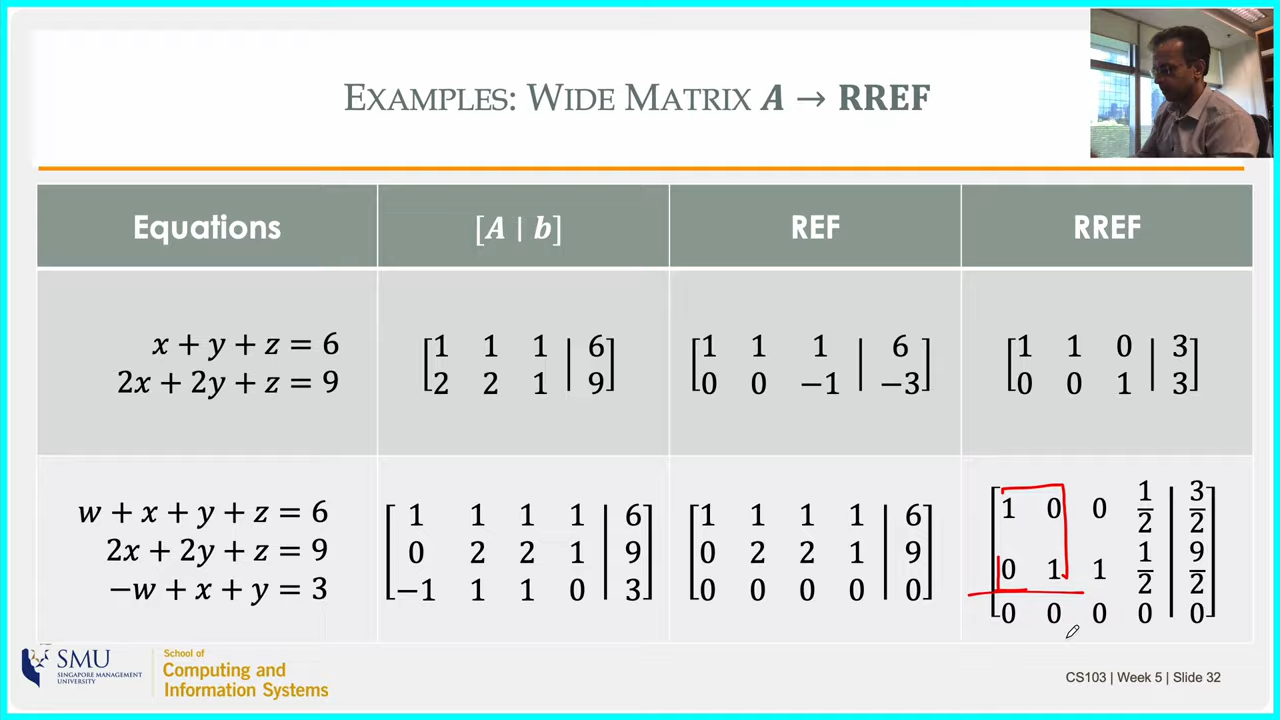 EXAMPLES: WIDE MATRIX A → RREF
Equations [A | b] REF RREF
x + y + z = 6
2x + 2y + z = 9
[1 1 1 | 6]
[2 2 1 | 9]
[1 1 1 | 6]
[0 0 −1 | −3]
[1 1 0 | 3]
[0 0 1 | 3]
w + x + y + z = 6
2x + 2y + z = 9
−w + x + y = 3
[1 1 1 1 | 6]
[0 2 2 1 | 9]
[−1 1 1 0 | 3]
[1 1 1 1 | 6]
[0 2 2 1 | 9]
[0 0 0 0 | 0]
[1 0 0 1/2 | 3/2]
[0 1 1 1/2 | 9/2]
[0 0 0 0 | 0]
SMU
SINGAPORE MANAGEMENT
UNIVERSITY
School of
Computing and
Information Systems
CS103 | Week 5 | Slide 32